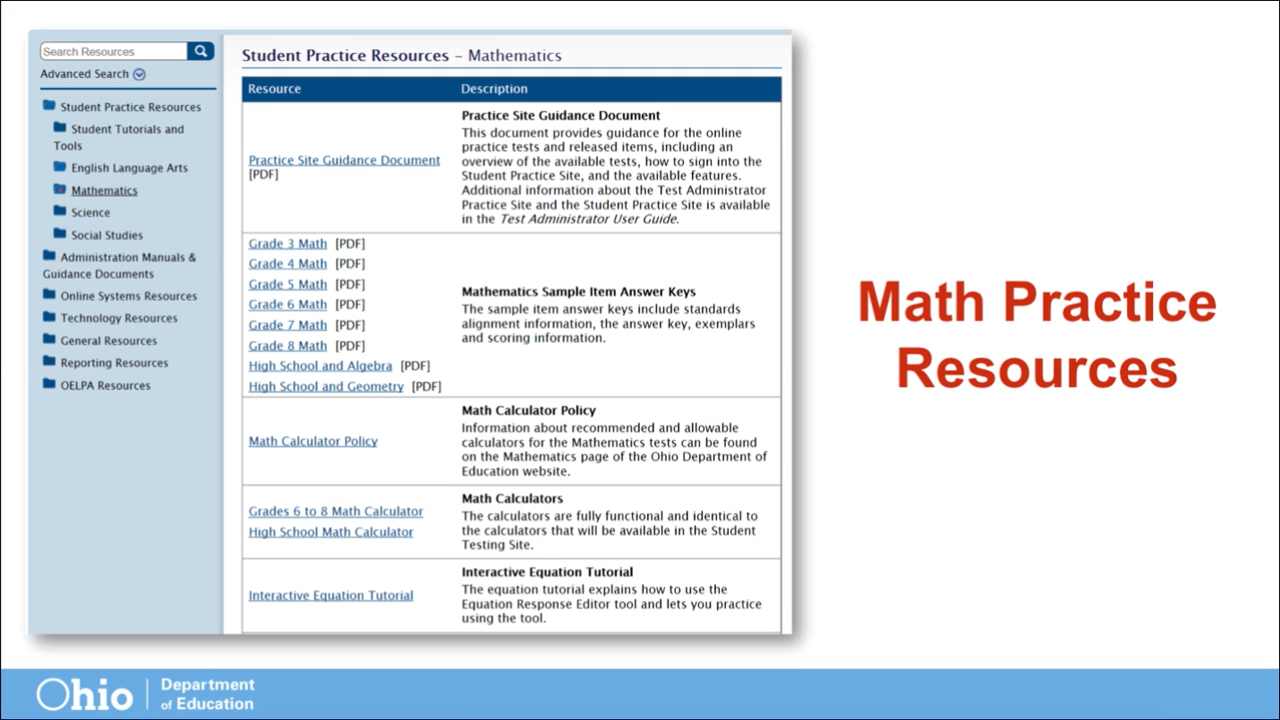 Search Resources
Advanced Search
Student Practice Resources
Student Tutorials and
Tools
English Language Arts
Mathematics
Science
Social Studies
Administration Manuals &
Guidance Documents
Online Systems Resources
Technology Resources
General Resources
Reporting Resources
OELPA Resources
Student Practice Resources – Mathematics
Resource Description
Practice Site Guidance Document
[PDF]
Practice Site Guidance Document
This document provides guidance for the online
practice tests and released items, including an
overview of the available tests, how to sign into the
Student Practice Site, and the available features.
Additional information about the Test Administrator
Practice Site and the Student Practice Site is available
in the Test Administrator User Guide.
Grade 3 Math [PDF]
Grade 4 Math [PDF]
Grade 5 Math [PDF]
Grade 6 Math [PDF]
Grade 7 Math [PDF]
Grade 8 Math [PDF]
High School and Algebra [PDF]
High School and Geometry [PDF]
Mathematics Sample Item Answer Keys
The sample item answer keys include standards
alignment information, the answer key, exemplars
and scoring information.
Math Calculator Policy
Math Calculator Policy
Information about recommended and allowable
calculators for the Mathematics tests can be found
on the Mathematics page of the Ohio Department of
Education website.
Grades 6 to 8 Math Calculator
High School Math Calculator
Math Calculators
The calculators are fully functional and identical to
the calculators that will be available in the Student
Testing Site.
Interactive Equation Tutorial
Interactive Equation Tutorial
The equation tutorial explains how to use the
Equation Response Editor tool and lets you practice
using the tool.
Math Practice
Resources
Ohio
Department
of Education